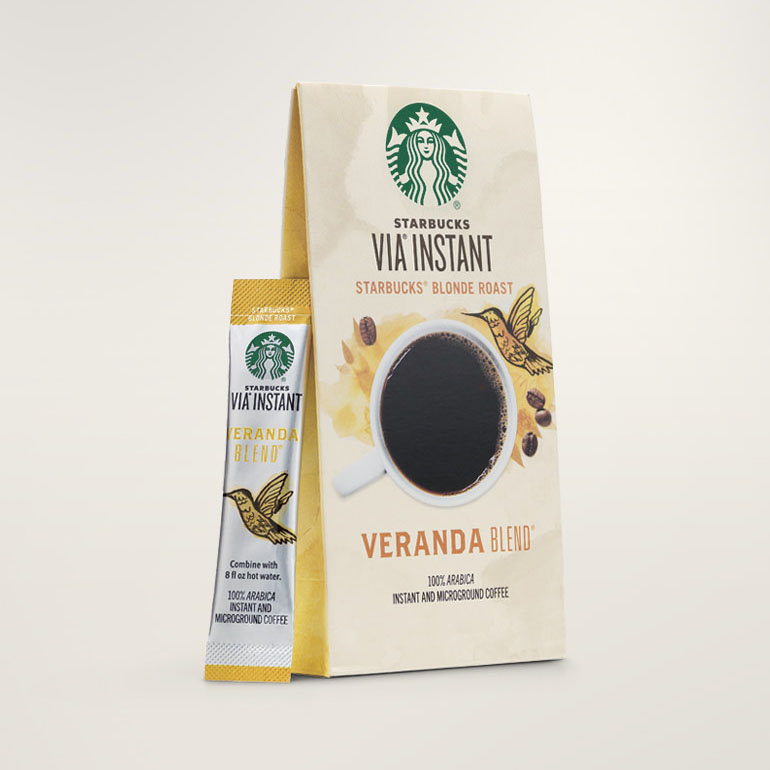 STARBUCKS
VIA® INSTANT
STARBUCKS® BLONDE ROAST
VERANDA BLEND®
100% ARABICA
INSTANT AND MICROGROUND COFFEE
STARBUCKS®
BLONDE ROAST
STARBUCKS
VIA® INSTANT
VERANDA
BLEND®
Combine with
8 fl oz hot water.
100% ARABICA
INSTANT AND
MICROGROUND COFFEE